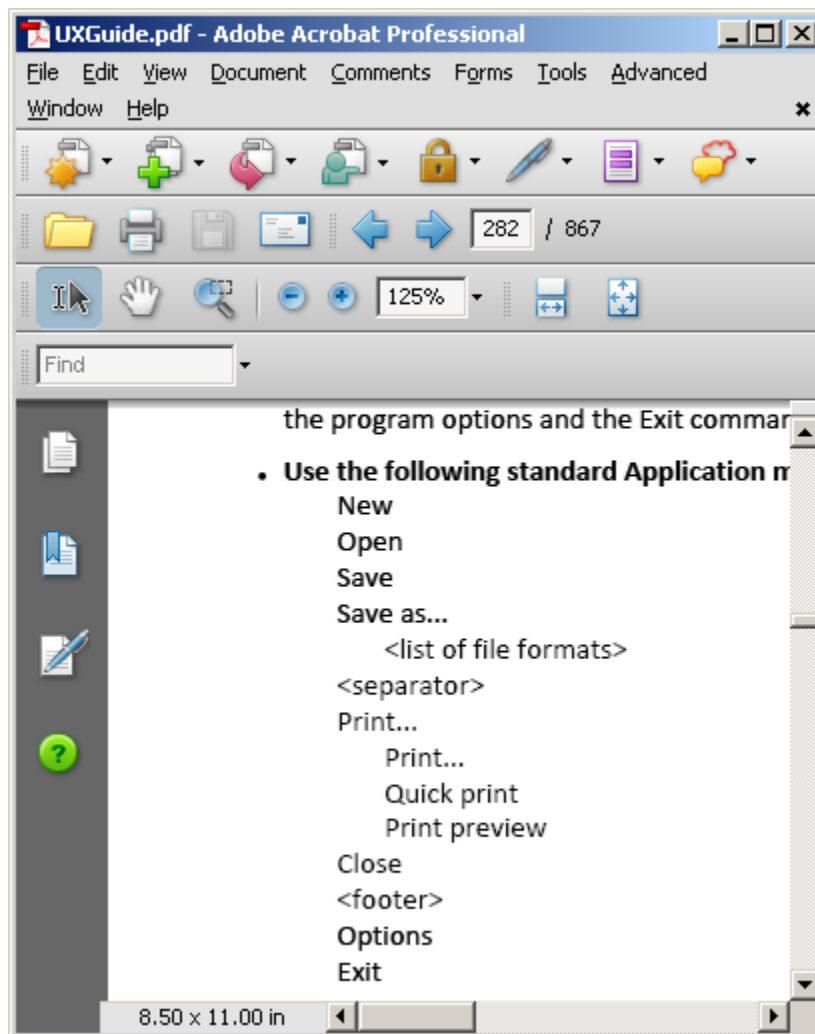 UXGuide.pdf - Adobe Acrobat Professional
File Edit View Document Comments Forms Tools Advanced
Window Help
282 / 867
125%
Find
the program options and the Exit
• Use the following standard Application
New
Open
Save
Save as...
<list of file formats>
<separator>
Print...
Print...
Quick print
Print preview
Close
<footer>
Options
Exit
8.50 x 11.00 in